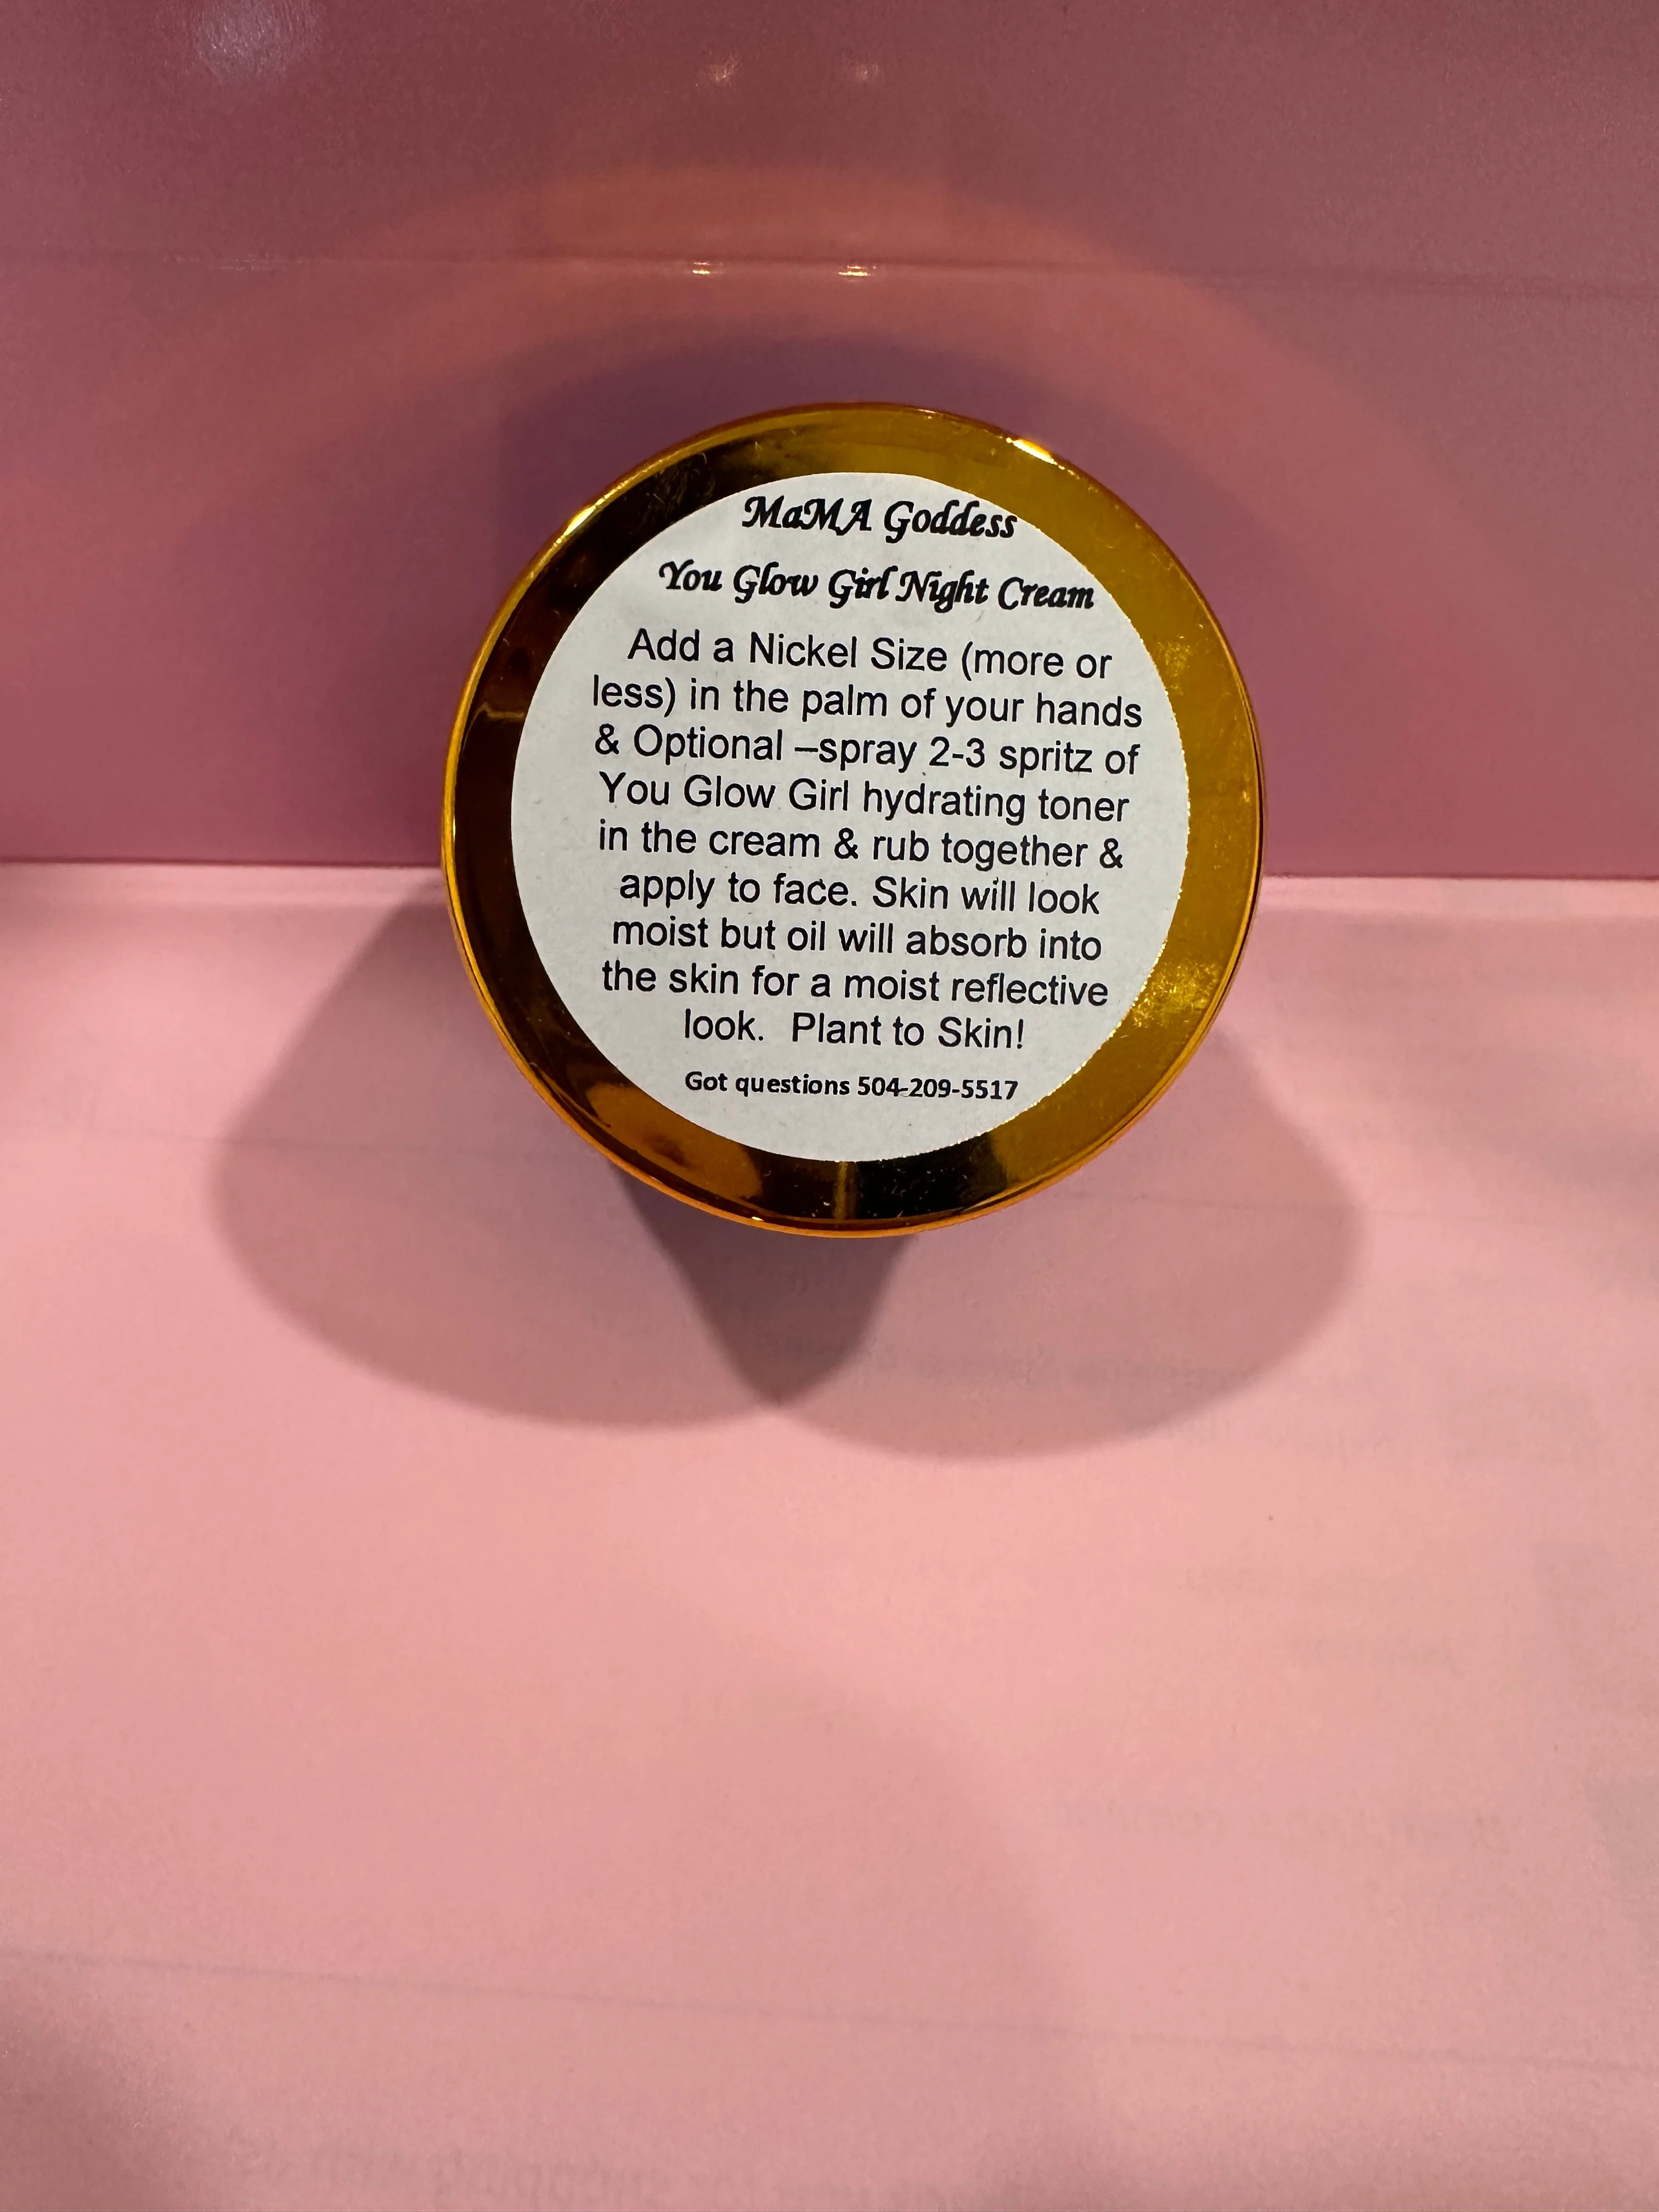 MaMA Goddess
You Glow Girl Night Cream
Add a Nickel Size (more or
less) in the palm of your hands
& Optional –spray 2-3 spritz of
You Glow Girl hydrating toner
in the cream & rub together &
apply to face. Skin will look
moist but oil will absorb into
the skin for a moist reflective
look.  Plant to Skin!
Got questions 504-209-5517